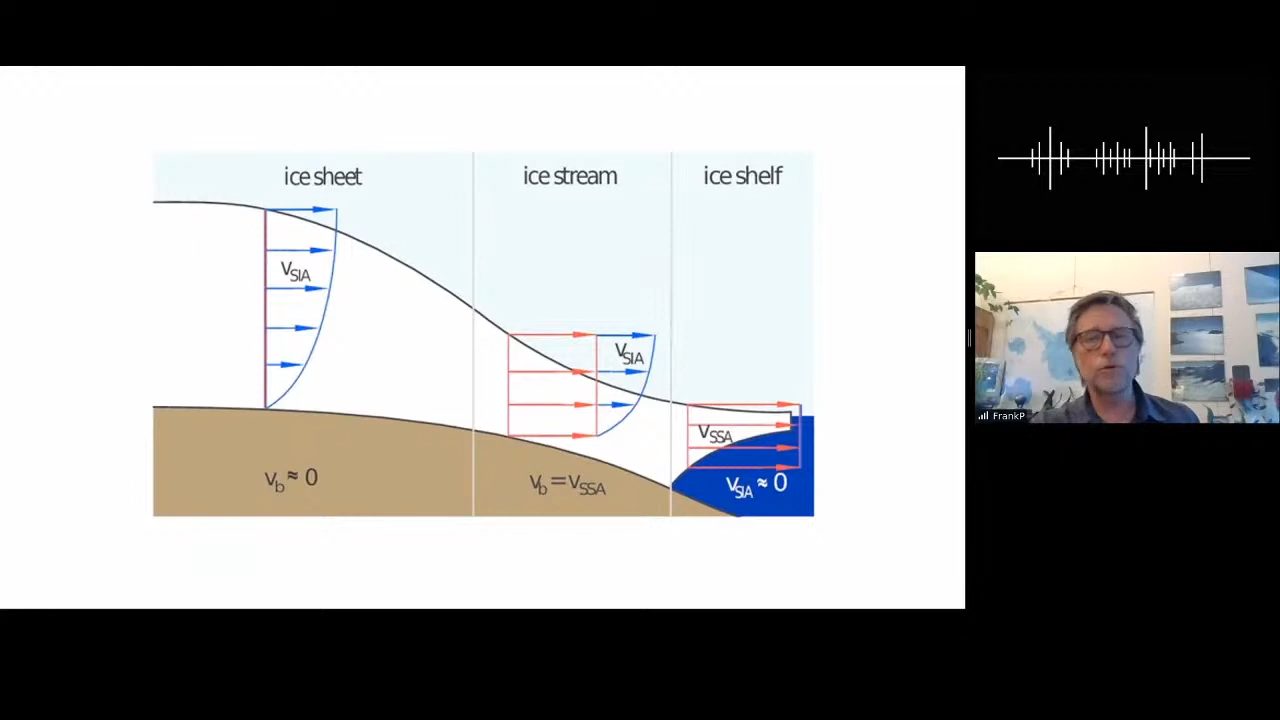 ice sheet
ice stream
ice shelf
vSIA
vSIA
vSSA
vb ≈ 0
vb = vSSA
vSIA ≈ 0
FrankP